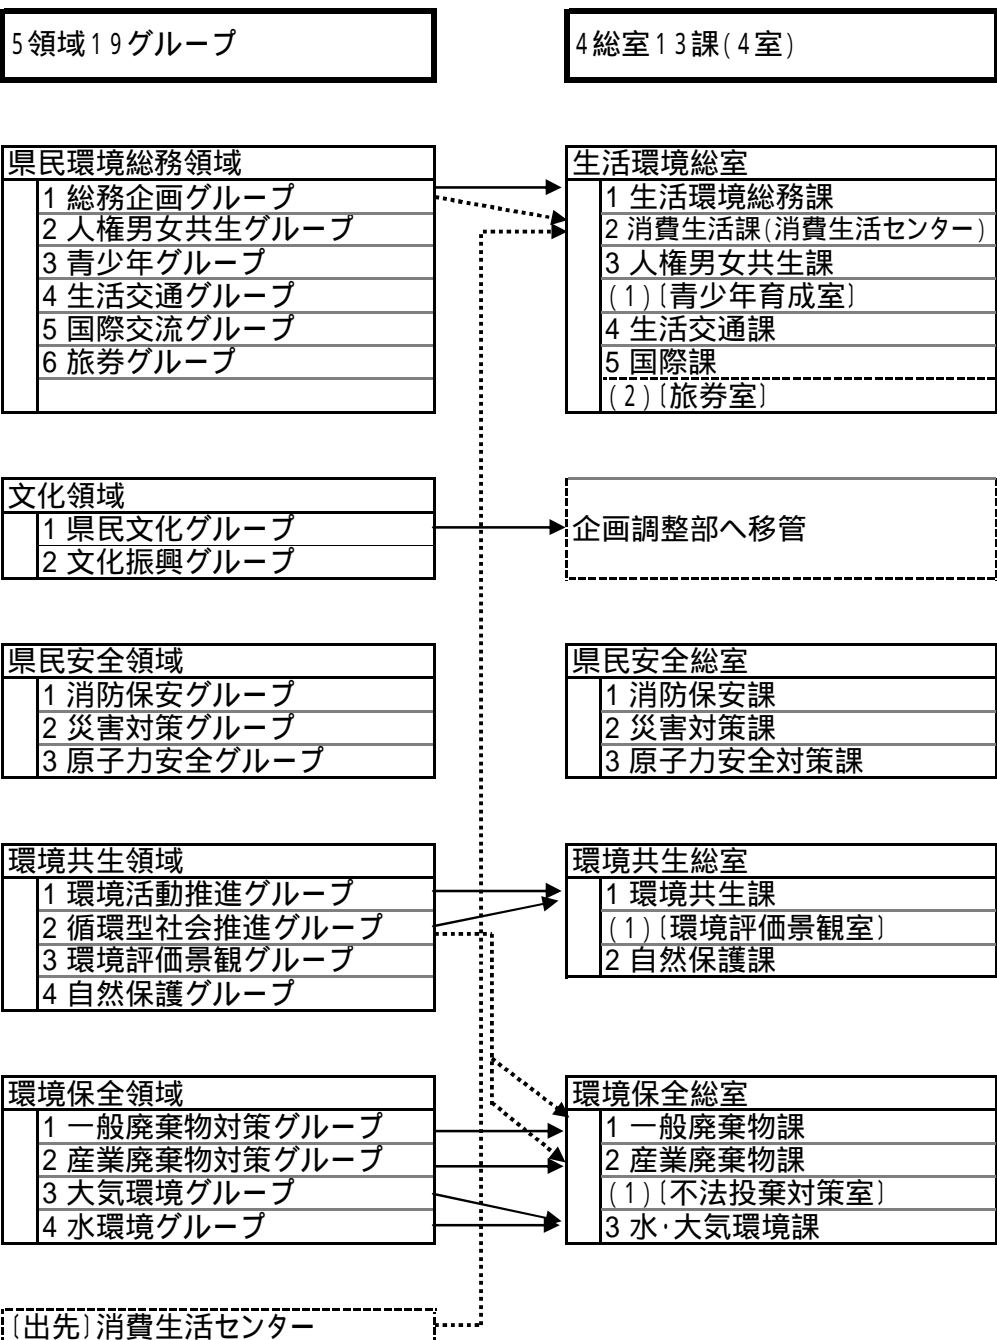 5領域19グループ
4総室13課(4室)
県民環境総務領域
1 総務企画グループ
2 人権男女共生グループ
3 青少年グループ
4 生活交通グループ
5 国際交流グループ
6 旅券グループ
生活環境総室
1 生活環境総務課
2 消費生活課(消費生活センター)
3 人権男女共生課
(1)〔青少年育成室〕
4 生活交通課
5 国際課
(2)〔旅券室〕
文化領域
1 県民文化グループ
2 文化振興グループ
企画調整部へ移管
県民安全領域
1 消防保安グループ
2 災害対策グループ
3 原子力安全グループ
県民安全総室
1 消防保安課
2 災害対策課
3 原子力安全対策課
環境共生領域
1 環境活動推進グループ
2 循環型社会推進グループ
3 環境評価景観グループ
4 自然保護グループ
環境共生総室
1 環境共生課
(1)〔環境評価景観室〕
2 自然保護課
環境保全領域
1 一般廃棄物対策グループ
2 産業廃棄物対策グループ
3 大気環境グループ
4 水環境グループ
環境保全総室
1 一般廃棄物課
2 産業廃棄物課
(1)〔不法投棄対策室〕
3 水・大気環境課
〔出先〕消費生活センター